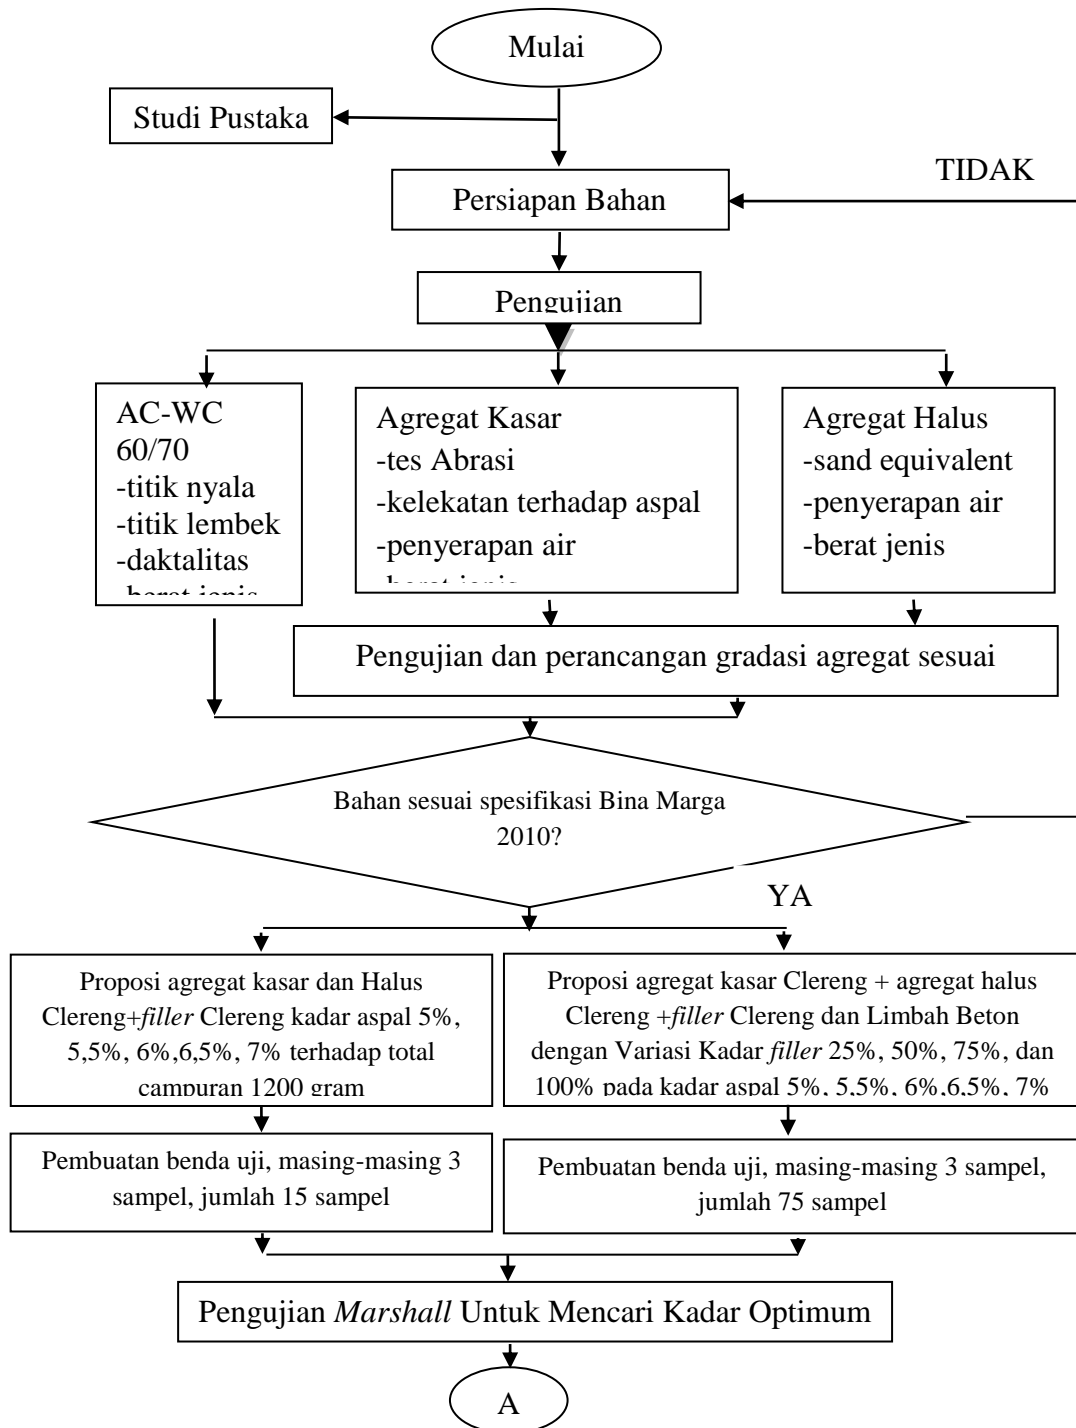 Mulai
Studi Pustaka
TIDAK
Persiapan Bahan
Pengujian
AC-WC
60/70
-titik nyala
-titik lembek
-daktalitas
-berat jenis
Agregat Kasar
-tes Abrasi
-kelekatan terhadap aspal
-penyerapan air
-berat jenis
Agregat Halus
-sand equivalent
-penyerapan air
-berat jenis
Pengujian dan perancangan gradasi agregat sesuai
Bahan sesuai spesifikasi Bina Marga
2010?
YA
Proposi agregat kasar dan Halus
Clereng+filler Clereng kadar aspal 5%,
5,5%, 6%,6,5%, 7% terhadap total
campuran 1200 gram
Proposi agregat kasar Clereng + agregat halus
Clereng +filler Clereng dan Limbah Beton
dengan Variasi Kadar filler 25%, 50%, 75%, dan
100% pada kadar aspal 5%, 5,5%, 6%,6,5%, 7%
Pembuatan benda uji, masing-masing 3
sampel, jumlah 15 sampel
Pembuatan benda uji, masing-masing 3 sampel,
jumlah 75 sampel
Pengujian Marshall Untuk Mencari Kadar Optimum
A